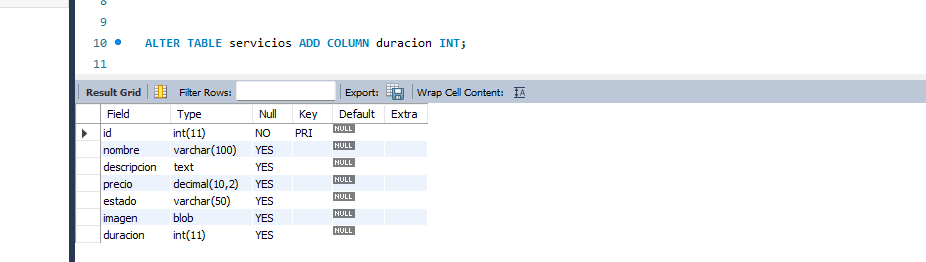 8
9
10 ALTER TABLE servicios ADD COLUMN duracion INT;
11
Result Grid Filter Rows: Export: Wrap Cell Content: IA
Field Type Null Key Default Extra
id int(11) NO PRI NULL
nombre varchar(100) YES NULL
descripcion text YES NULL
precio decimal(10,2) YES NULL
estado varchar(50) YES NULL
imagen blob YES NULL
duracion int(11) YES NULL